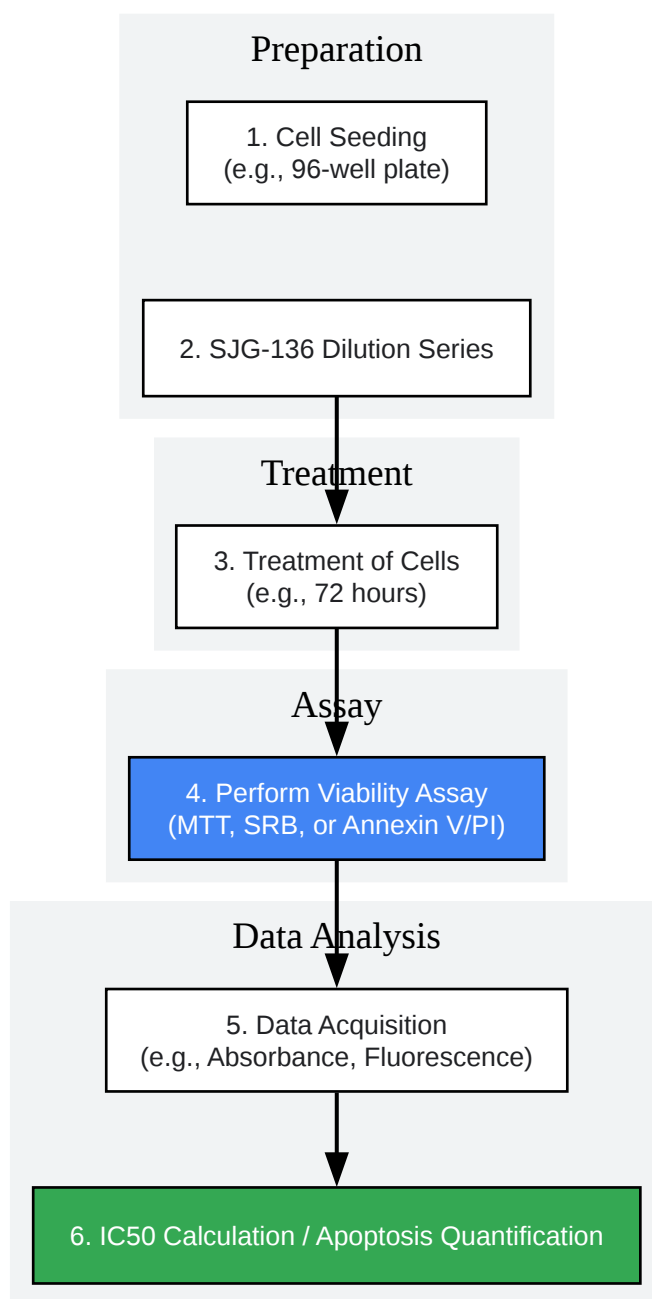 Preparation
1. Cell Seeding
(e.g., 96-well plate)
2. SJG-136 Dilution Series
Treatment
3. Treatment of Cells
(e.g., 72 hours)
Assay
4. Perform Viability Assay
(MTT, SRB, or Annexin V/PI)
Data Analysis
5. Data Acquisition
(e.g., Absorbance, Fluorescence)
6. IC50 Calculation / Apoptosis Quantification